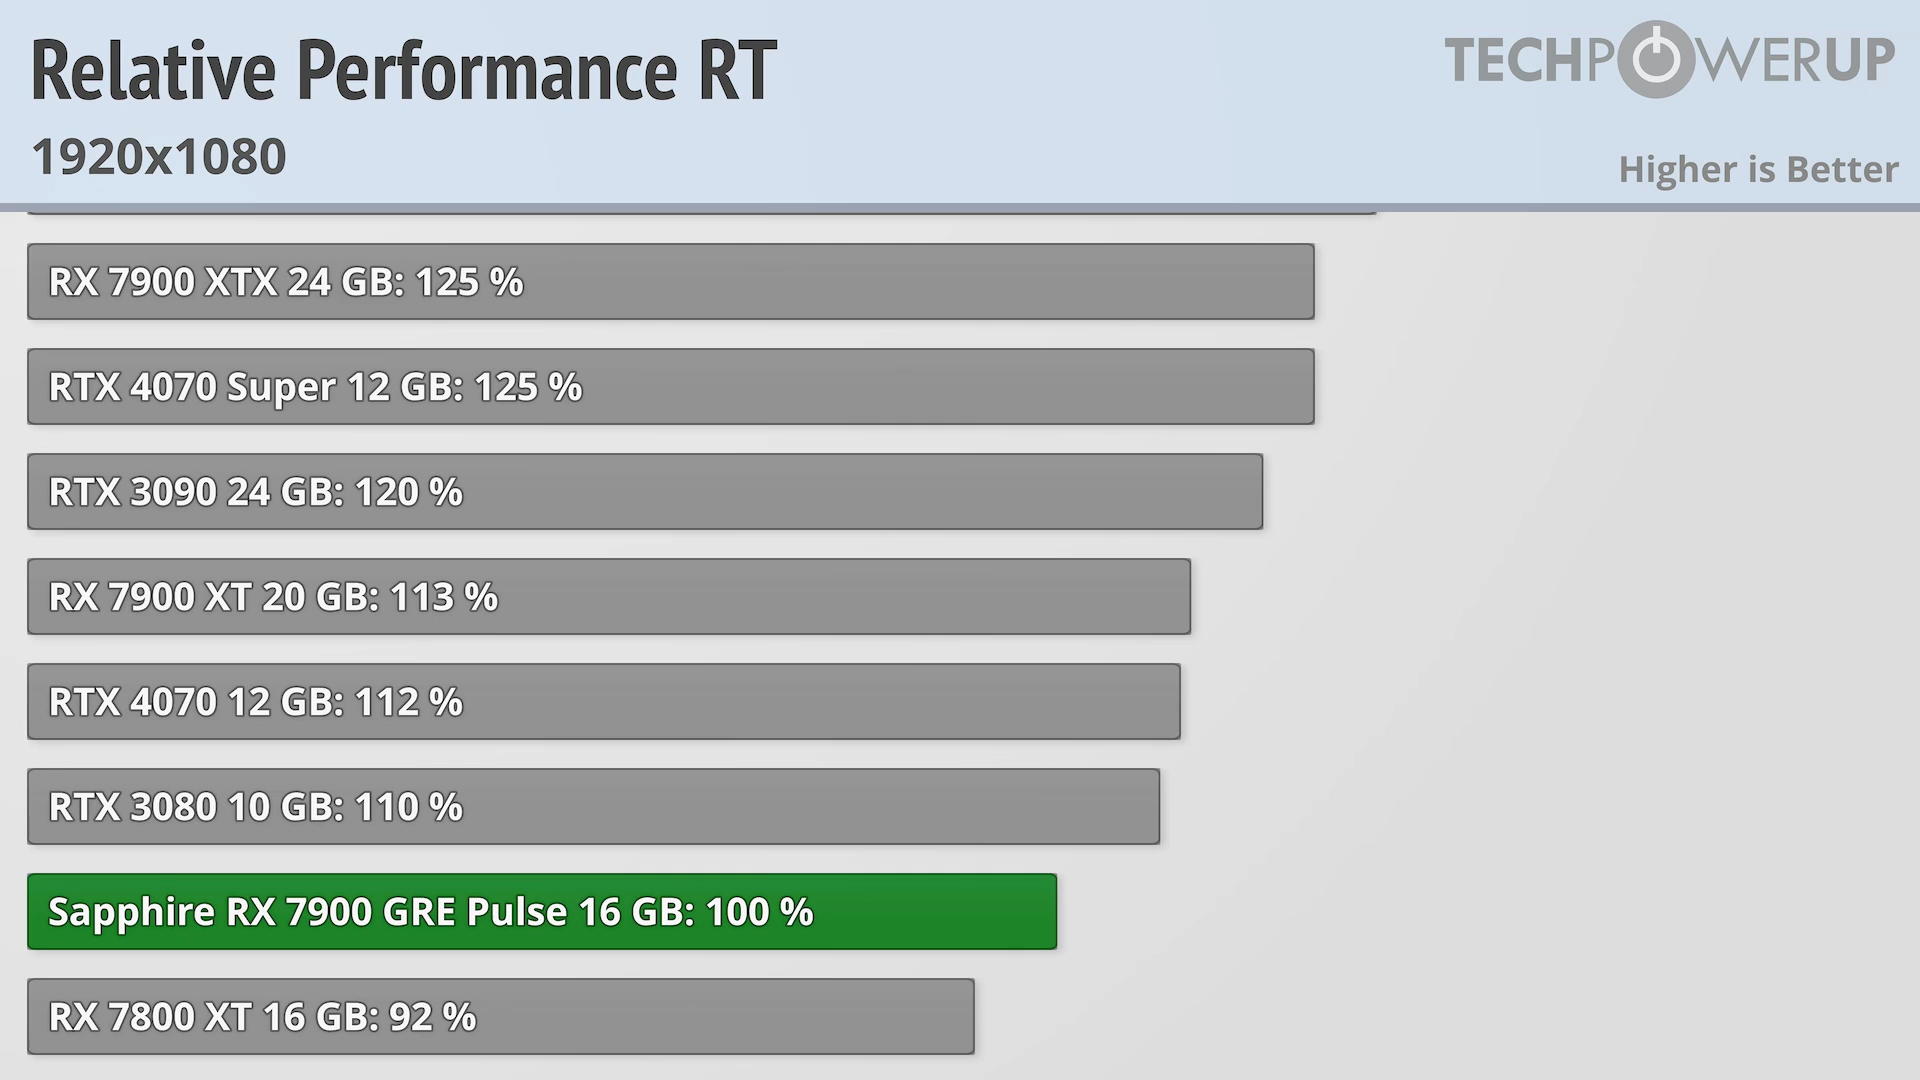 Relative Performance RT
TECHPOWERUP
1920x1080
Higher is Better
RX 7900 XTX 24 GB: 125 %
RTX 4070 Super 12 GB: 125 %
RTX 3090 24 GB: 120 %
RX 7900 XT 20 GB: 113 %
RTX 4070 12 GB: 112 %
RTX 3080 10 GB: 110 %
Sapphire RX 7900 GRE Pulse 16 GB: 100 %
RX 7800 XT 16 GB: 92 %